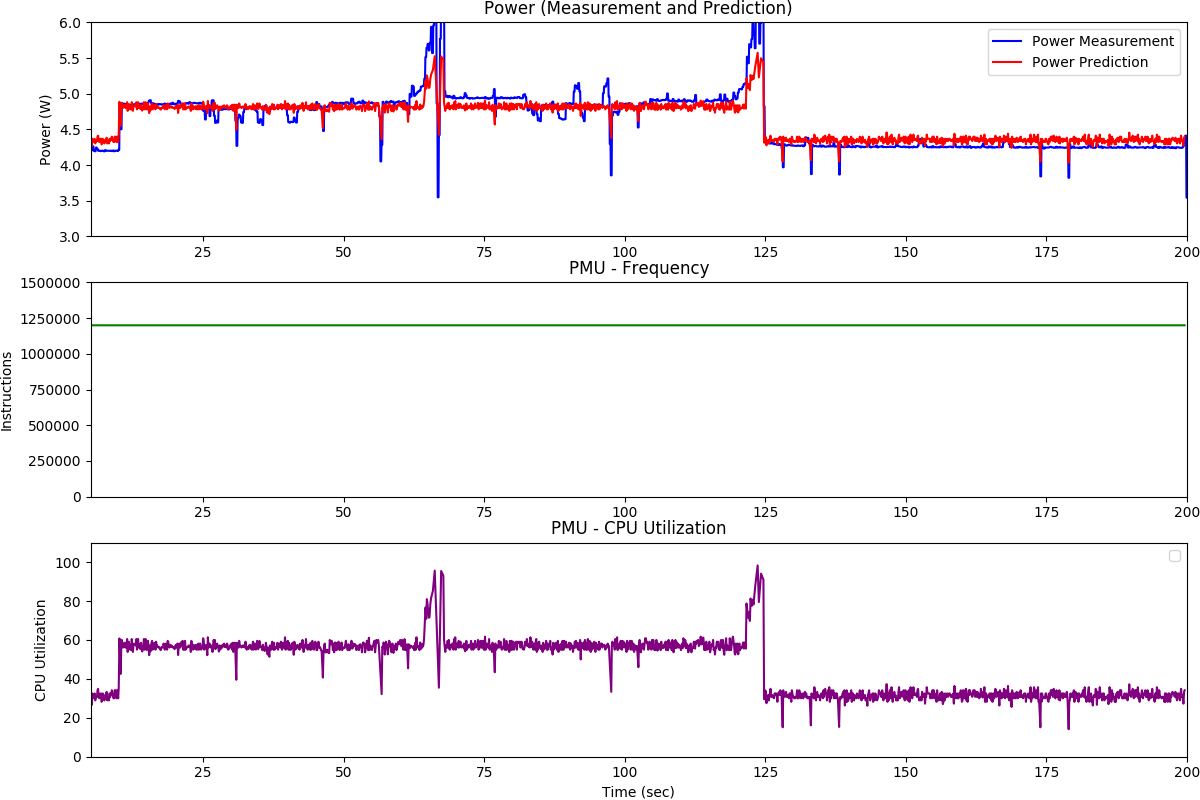 Power (Measurement and Prediction)
6.0
5.5
5.0
4.5
4.0
3.5
3.0
Power (W)
Power Measurement
Power Prediction
25 50 75 100 125 150 175 200
PMU - Frequency
1500000
1250000
1000000
750000
500000
250000
0
Instructions
25 50 75 100 125 150 175 200
PMU - CPU Utilization
100
80
60
40
20
0
CPU Utilization
25 50 75 100 125 150 175 200
Time (sec)